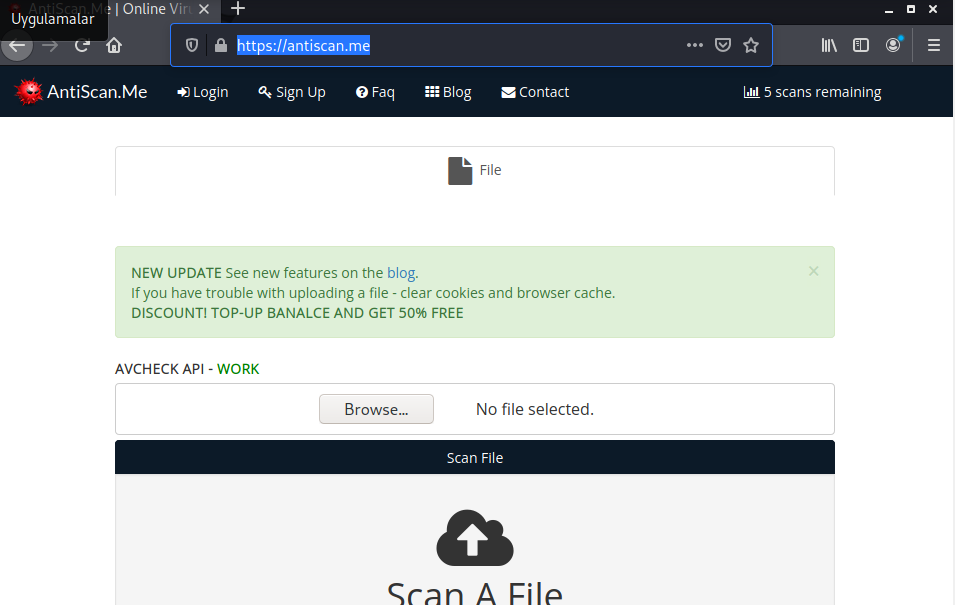 AntiScan.Me | Online Viru
Uygulamalar
https://antiscan.me
AntiScan.Me Login Sign Up Faq Blog Contact 5 scans remaining
File
NEW UPDATE See new features on the blog.
If you have trouble with uploading a file - clear cookies and browser cache.
DISCOUNT! TOP-UP BANALCE AND GET 50% FREE
AVCHECK API - WORK
Browse... No file selected.
Scan File
Scan A File